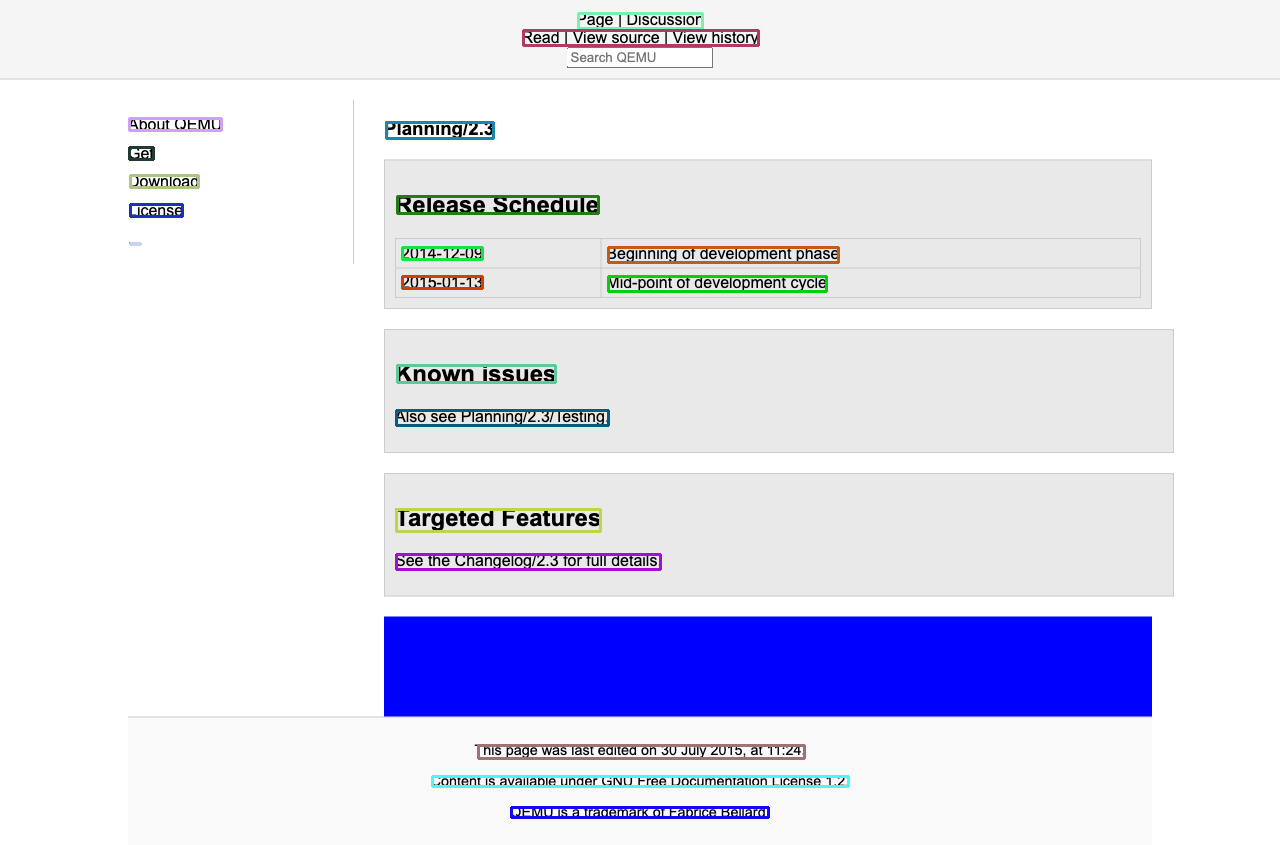 Page | Discussion
Read | View source | View history
Search QEMU
About QEMU
Get
Download
License
Planning/2.3
Release Schedule
2014-12-09 Beginning of development phase
2015-01-13 Mid-point of development cycle
Known issues
Also see Planning/2.3/Testing.
Targeted Features
See the Changelog/2.3 for full details.
This page was last edited on 30 July 2015, at 11:24.
Content is available under GNU Free Documentation License 1.2.
QEMU is a trademark of Fabrice Bellard.